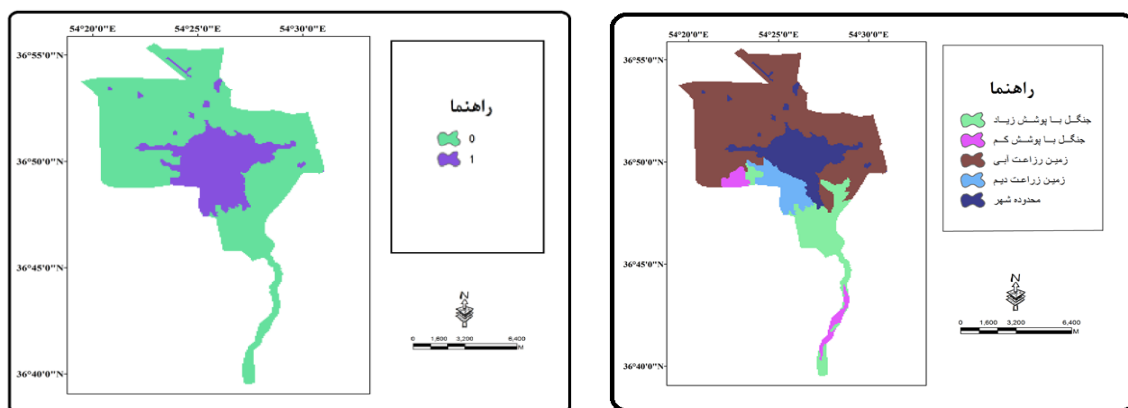 54°20'0"E 54°25'0"E 54°30'0"E
36°55'0"N
36°50'0"N
36°45'0"N
36°40'0"N
راهنما
0
1
N
0 1,600 3,200 6,400
M
54°20'0"E 54°25'0"E 54°30'0"E
36°55'0"N
36°50'0"N
36°45'0"N
36°40'0"N
راهنما
جنگل با پوشش زیاد
جنگل با پوشش کم
زمین رزاعت ابی
زمین زراعت دیم
محدوده شهر
N
0 1,600 3,200 6,400
M